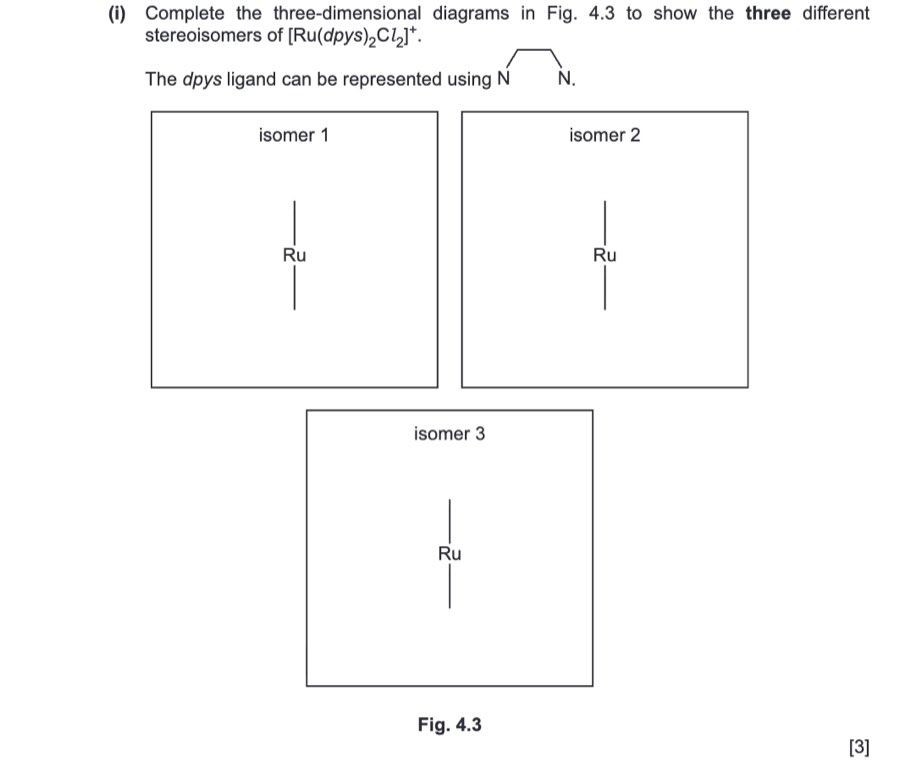 (i) Complete the three-dimensional diagrams in Fig. 4.3 to show the three different
stereoisomers of [Ru(dpys)₂Cl₂]⁺.
The dpys ligand can be represented using N N.
isomer 1
isomer 2
Ru
Ru
isomer 3
Ru
Fig. 4.3
[3]